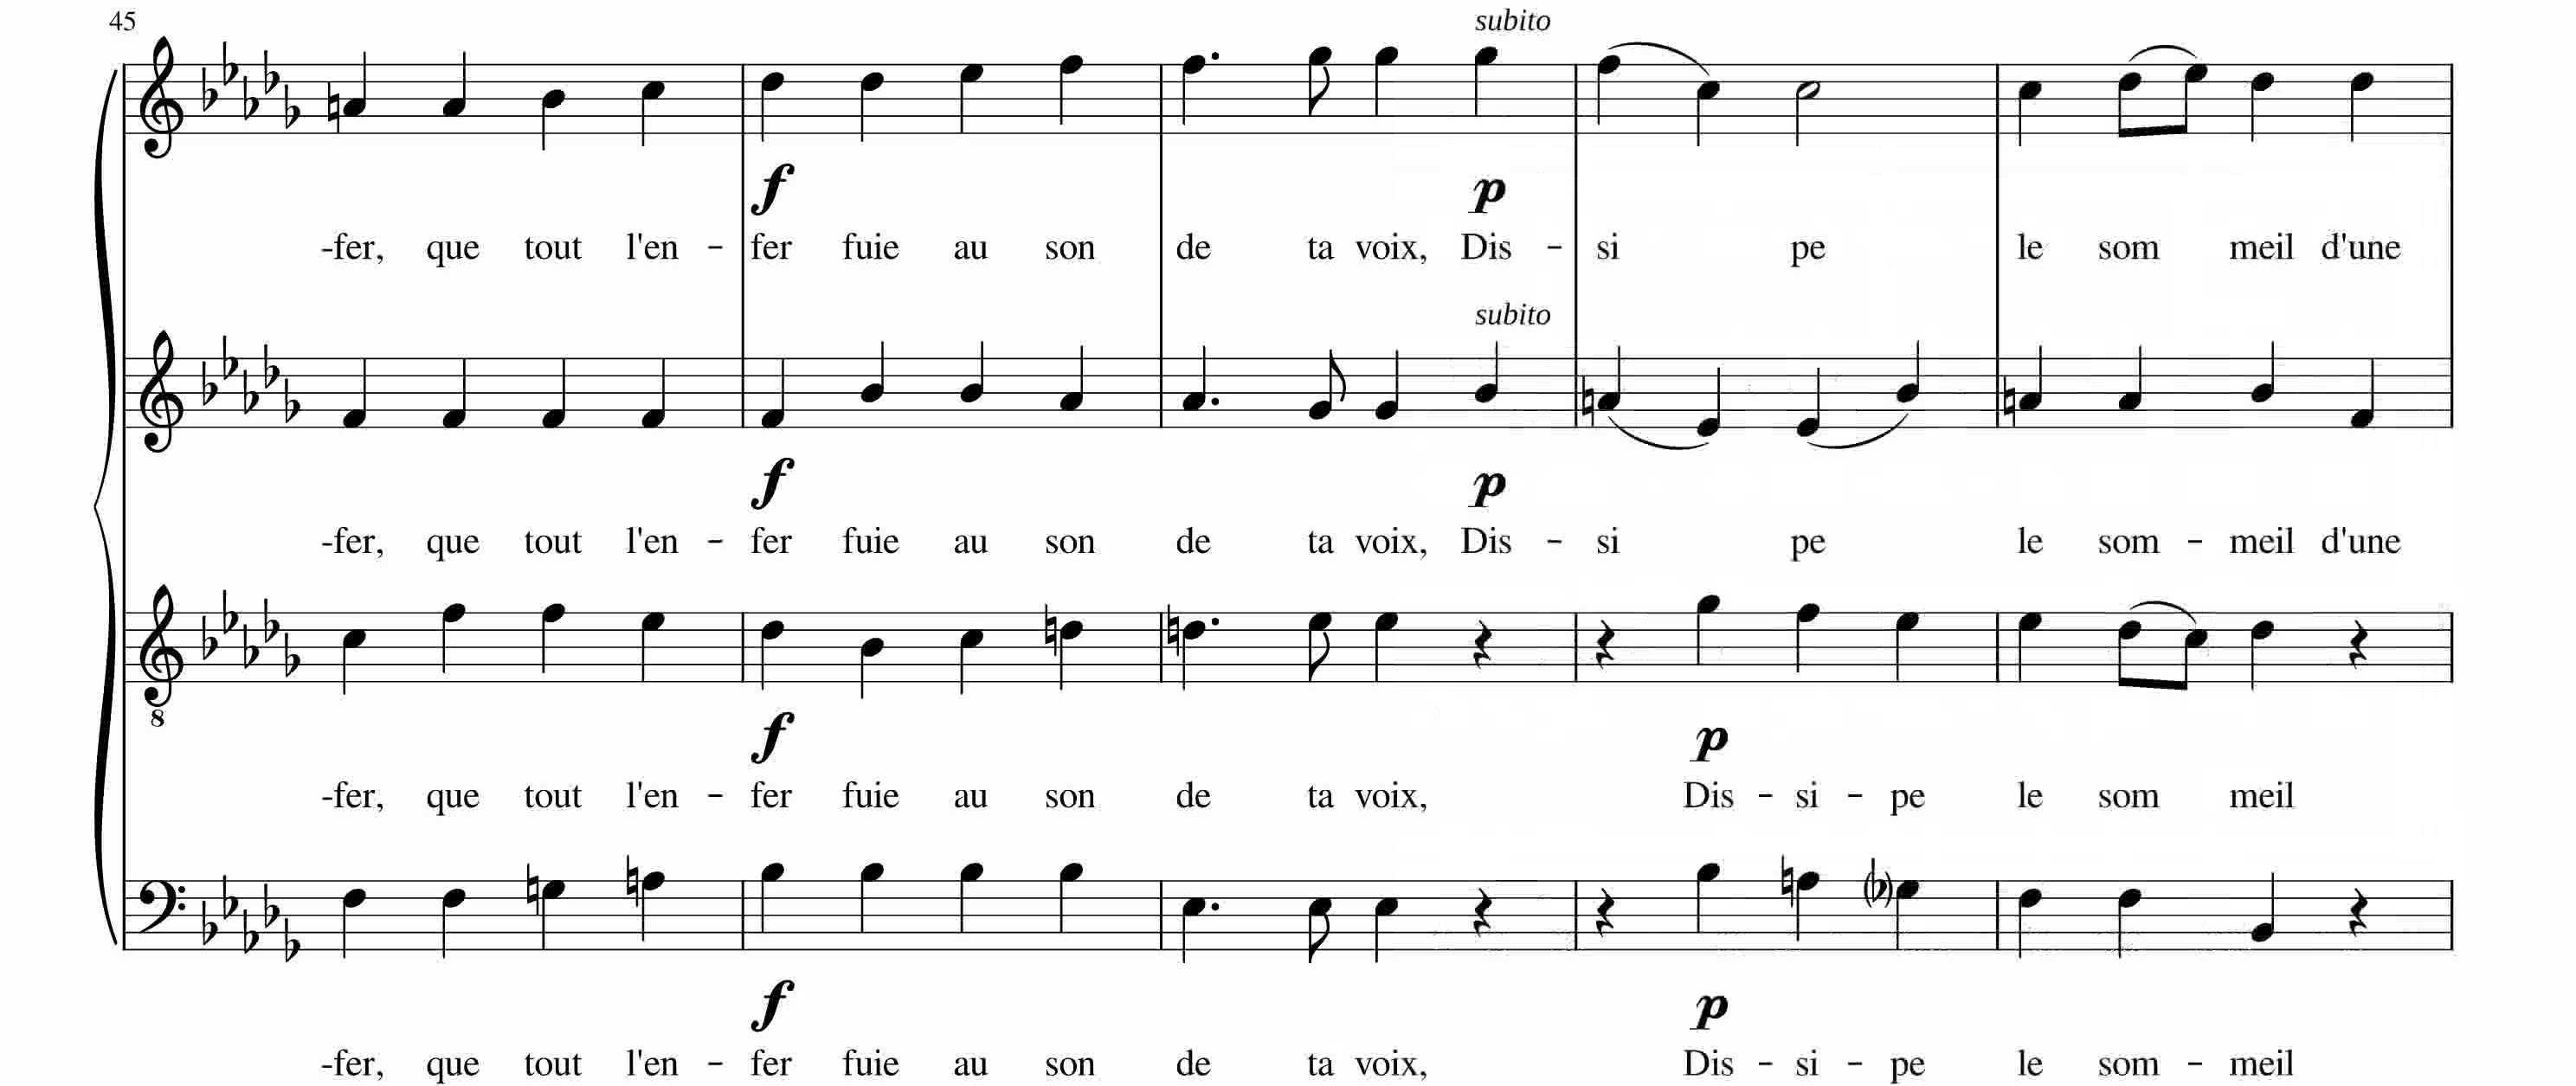 45
subito
f p
-fer, que tout l'en - fer fuie au son de ta voix, Dis - si pe le som meil d'une
subito
f p
-fer, que tout l'en - fer fuie au son de ta voix, Dis - si pe le som - meil d'une
8
f p
-fer, que tout l'en - fer fuie au son de ta voix, Dis - si - pe le som meil
f p
-fer, que tout l'en - fer fuie au son de ta voix, Dis - si - pe le som - meil